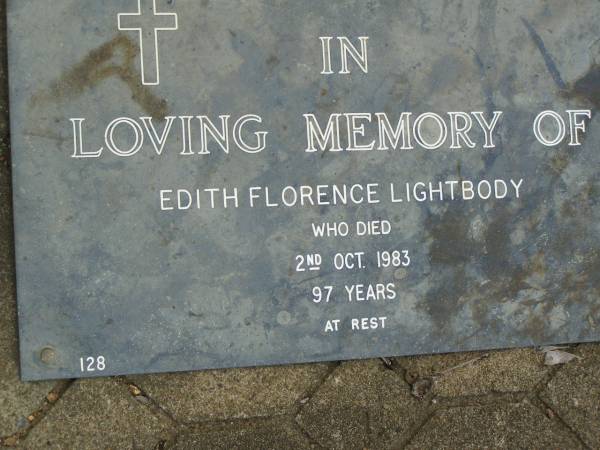 IN
LOVING MEMORY OF
EDITH FLORENCE LIGHTBODY
WHO DIED
2ND OCT. 1983
97 YEARS
AT REST
128